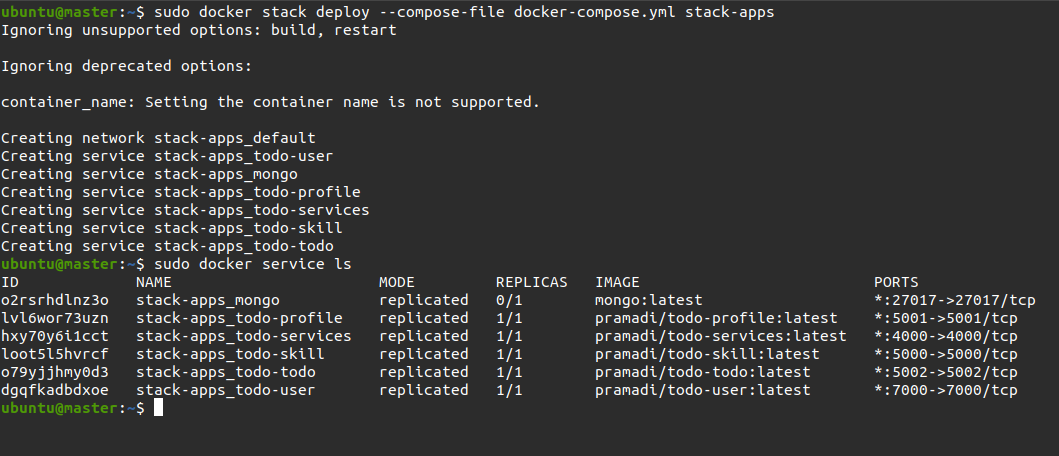 ubuntu@master:~$ sudo docker stack deploy --compose-file docker-compose.yml stack-apps
Ignoring unsupported options: build, restart
Ignoring deprecated options:
container_name: Setting the container name is not supported.
Creating network stack-apps_default
Creating service stack-apps_todo-user
Creating service stack-apps_mongo
Creating service stack-apps_todo-profile
Creating service stack-apps_todo-services
Creating service stack-apps_todo-skill
Creating service stack-apps_todo-todo
ubuntu@master:~$ sudo docker service ls
ID NAME MODE REPLICAS IMAGE PORTS
o2rsrhdlnz3o stack-apps_mongo replicated 0/1 mongo:latest *:27017->27017/tcp
lvl6wor73uzn stack-apps_todo-profile replicated 1/1 pramadi/todo-profile:latest *:5001->5001/tcp
hxy70y6i1cct stack-apps_todo-services replicated 1/1 pramadi/todo-services:latest *:4000->4000/tcp
loot5l5hvrcf stack-apps_todo-skill replicated 1/1 pramadi/todo-skill:latest *:5000->5000/tcp
o79yjjhmy0d3 stack-apps_todo-todo replicated 1/1 pramadi/todo-todo:latest *:5002->5002/tcp
dgqfkadbdxoe stack-apps_todo-user replicated 1/1 pramadi/todo-user:latest *:7000->7000/tcp
ubuntu@master:~$